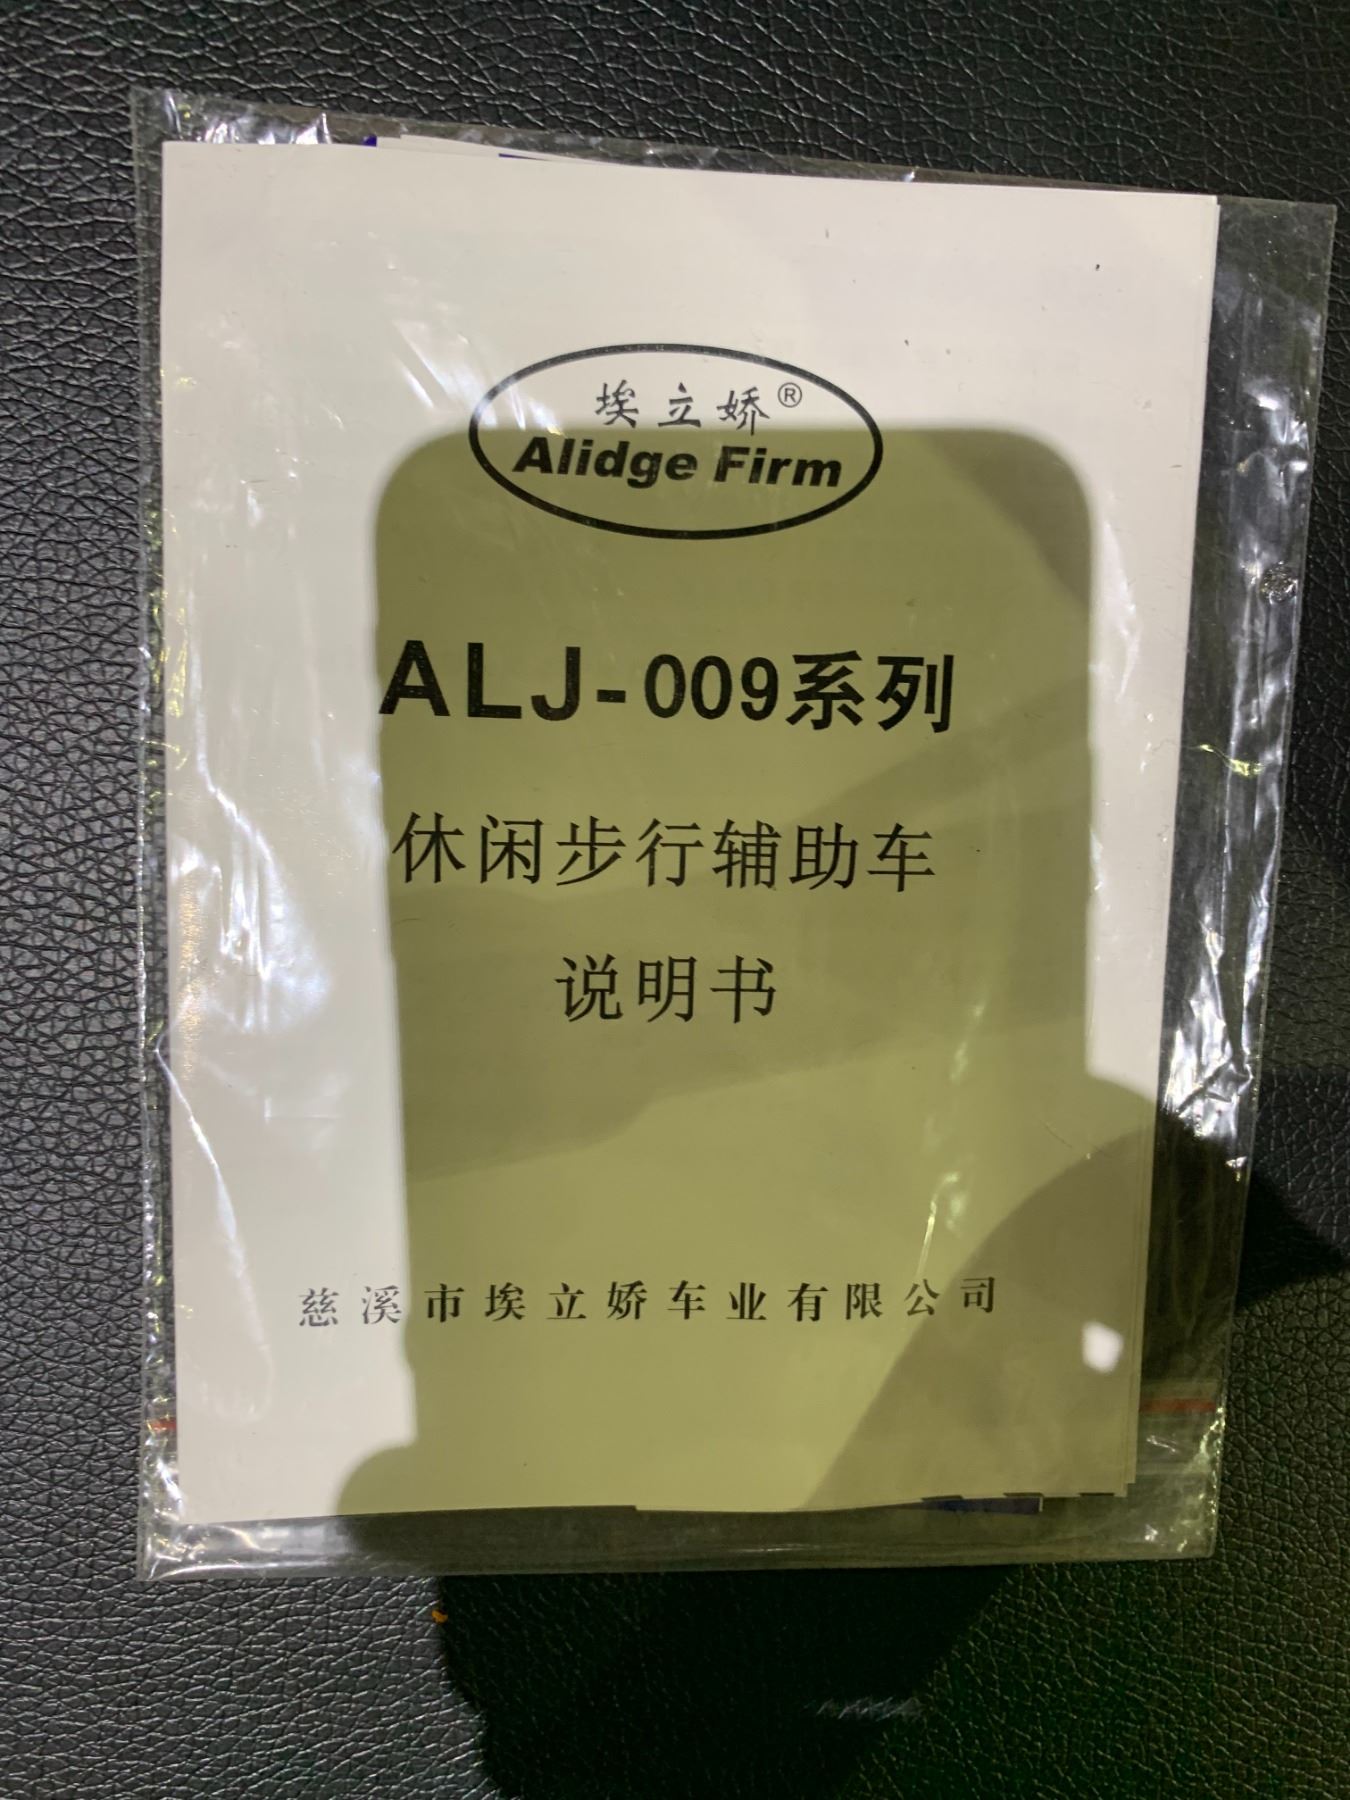 埃立娇®
Alidge Firm
ALJ-009系列
休闲步行辅助车
说明书
慈溪市埃立娇车业有限公司